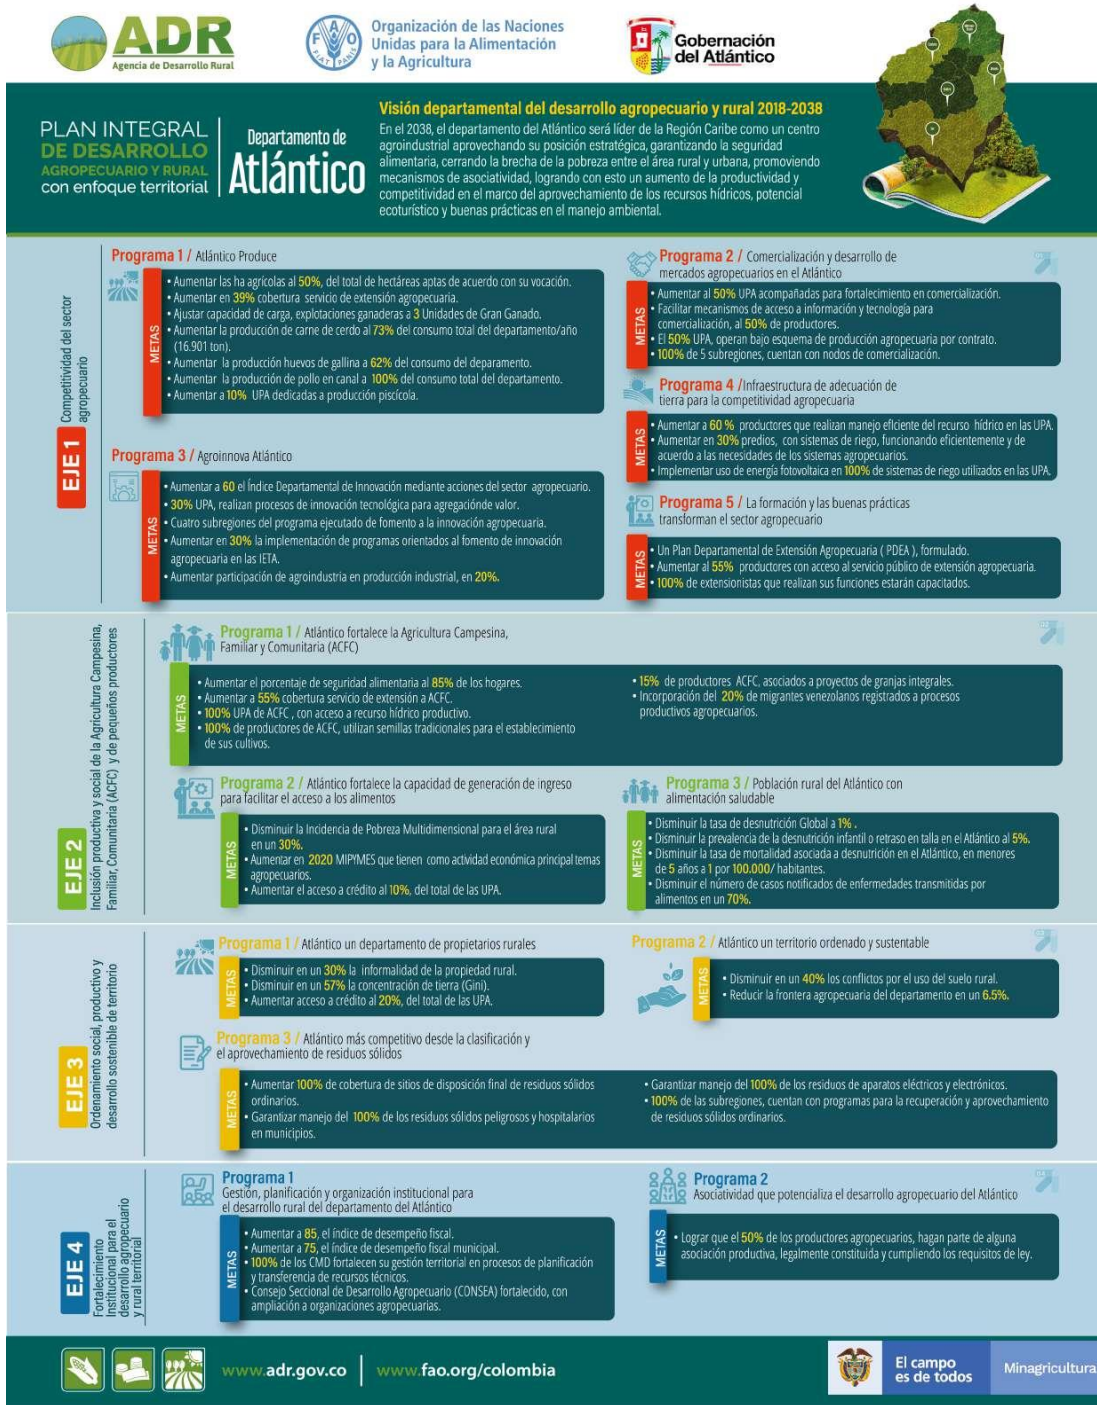 ADR
Agencia de Desarrollo Rural
FAO
FIAT PANIS
Organización de las Naciones
Unidas para la Alimentación
y la Agricultura
Gobernación
del Atlántico
PLAN INTEGRAL
DE DESARROLLO
AGROPECUARIO Y RURAL
con enfoque territorial
Departamento de
Atlántico
Visión departamental del desarrollo agropecuario y rural 2018-2038
En el 2038, el departamento del Atlántico será líder de la Región Caribe como un centro
agroindustrial aprovechando su posición estratégica, garantizando la seguridad
alimentaria, cerrando la brecha de la pobreza entre el área rural y urbana, promoviendo
mecanismos de asociatividad, logrando con esto un aumento de la productividad y
competitividad en el marco del aprovechamiento de los recursos hídricos, potencial
ecoturístico y buenas prácticas en el manejo ambiental.
EJE 1
Competitividad del sector
agropecuario
Programa 1 / Atlántico Produce
METAS
• Aumentar las ha agrícolas al 50%, del total de hectáreas aptas de acuerdo con su vocación.
• Aumentar en 39% cobertura servicio de extensión agropecuaria.
• Ajustar capacidad de carga, explotaciones ganaderas a 3 Unidades de Gran Ganado.
• Aumentar la producción de carne de cerdo al 73% del consumo total del departamento/año
(16.901 ton).
• Aumentar la producción huevos de gallina a 62% del consumo del deparamento.
• Aumentar la producción de pollo en canal a 100% del consumo total del departamento.
• Aumentar a 10% UPA dedicadas a producción piscícola.
Programa 2 / Comercialización y desarrollo de
mercados agropecuarios en el Atlántico
METAS
• Aumentar al 50% UPA acompañadas para fortalecimiento en comercialización.
• Facilitar mecanismos de acceso a información y tecnología para
comercialización, al 50% de productores.
• El 50% UPA, operan bajo esquema de producción agropecuaria por contrato.
• 100% de 5 subregiones, cuentan con nodos de comercialización.
Programa 3 / Agroinnova Atlántico
METAS
• Aumentar a 60 el Índice Departamental de Innovación mediante acciones del sector agropecuario.
• 30% UPA, realizan procesos de innovación tecnológica para agregaciónde valor.
• Cuatro subregiones del programa ejecutado de fomento a la innovación agropecuaria.
• Aumentar en 30% la implementación de programas orientados al fomento de innovación
agropecuaria en las IETA.
• Aumentar participación de agroindustria en producción industrial, en 20%.
Programa 4 /Infraestructura de adecuación de
tierra para la competitividad agropecuaria
METAS
• Aumentar a 60 % productores que realizan manejo eficiente del recurso hídrico en las UPA.
• Aumentar en 30% predios, con sistemas de riego, funcionando eficientemente y de
acuerdo a las necesidades de los sistemas agropecuarios.
• Implementar uso de energía fotovoltaica en 100% de sistemas de riego utilizados en las UPA.
Programa 5 / La formación y las buenas prácticas
transforman el sector agropecuario
METAS
• Un Plan Departamental de Extensión Agropecuaria ( PDEA ), formulado.
• Aumentar al 55% productores con acceso al servicio público de extensión agropecuaria.
• 100% de extensionistas que realizan sus funciones estarán capacitados.
EJE 2
Inclusión productiva y social de la Agricultura Campesina,
Familiar, Comunitaria (ACFC) y de pequeños productores
Programa 1 / Atlántico fortalece la Agricultura Campesina,
Familiar y Comunitaria (ACFC)
METAS
• Aumentar el porcentaje de seguridad alimentaria al 85% de los hogares.
• Aumentar a 55% cobertura servicio de extensión a ACFC.
• 100% UPA de ACFC , con acceso a recurso hídrico productivo.
• 100% de productores de ACFC, utilizan semillas tradicionales para el establecimiento
de sus cultivos.
• 15% de productores ACFC, asociados a proyectos de granjas integrales.
• Incorporación del 20% de migrantes venezolanos registrados a procesos
productivos agropecuarios.
Programa 2 / Atlántico fortalece la capacidad de generación de ingreso
para facilitar el acceso a los alimentos
METAS
• Disminuir la Incidencia de Pobreza Multidimensional para el área rural
en un 30%.
• Aumentar en 2020 MIPYMES que tienen como actividad económica principal temas
agropecuarios.
• Aumentar el acceso a crédito al 10%, del total de las UPA.
Programa 3 / Población rural del Atlántico con
alimentación saludable
METAS
• Disminuir la tasa de desnutrición Global a 1% .
• Disminuir la prevalencia de la desnutrición infantil o retraso en talla en el Atlántico al 5%.
• Disminuir la tasa de mortalidad asociada a desnutrición en el Atlántico, en menores
de 5 años a 1 por 100.000/ habitantes.
• Disminuir el número de casos notificados de enfermedades transmitidas por
alimentos en un 70%.
EJE 3
Ordenamiento social, productivo y
desarrollo sostenible de territorio
Programa 1 / Atlántico un departamento de propietarios rurales
METAS
• Disminuir en un 30% la informalidad de la propiedad rural.
• Disminuir en un 57% la concentración de tierra (Gini).
• Aumentar acceso a crédito al 20%, del total de las UPA.
Programa 2 / Atlántico un territorio ordenado y sustentable
METAS
• Disminuir en un 40% los conflictos por el uso del suelo rural.
• Reducir la frontera agropecuaria del departamento en un 6.5%.
Programa 3 / Atlántico más competitivo desde la clasificación y
el aprovechamiento de residuos sólidos
METAS
• Aumentar 100% de cobertura de sitios de disposición final de residuos sólidos
ordinarios.
• Garantizar manejo del 100% de los residuos sólidos peligrosos y hospitalarios
en municipios.
• Garantizar manejo del 100% de los residuos de aparatos eléctricos y electrónicos.
• 100% de las subregiones, cuentan con programas para la recuperación y aprovechamiento
de residuos sólidos ordinarios.
EJE 4
Fortalecimiento
Institucional para el
desarrollo agropecuario
y rural territorial
Programa 1
Gestión, planificación y organización institucional para
el desarrollo rural del departamento del Atlántico
METAS
• Aumentar a 85, el índice de desempeño fiscal.
• Aumentar a 75, el índice de desempeño fiscal municipal.
• 100% de los CMD fortalecen su gestión territorial en procesos de planificación
y transferencia de recursos técnicos.
• Consejo Seccional de Desarrollo Agropecuario (CONSEA) fortalecido, con
ampliación a organizaciones agropecuarias.
Programa 2
Asociatividad que potencializa el desarrollo agropecuario del Atlántico
METAS
• Lograr que el 50% de los productores agropecuarios, hagan parte de alguna
asociación productiva, legalmente constituida y cumpliendo los requisitos de ley.
www.adr.gov.co
www.fao.org/colombia
El campo
es de todos
Minagricultura